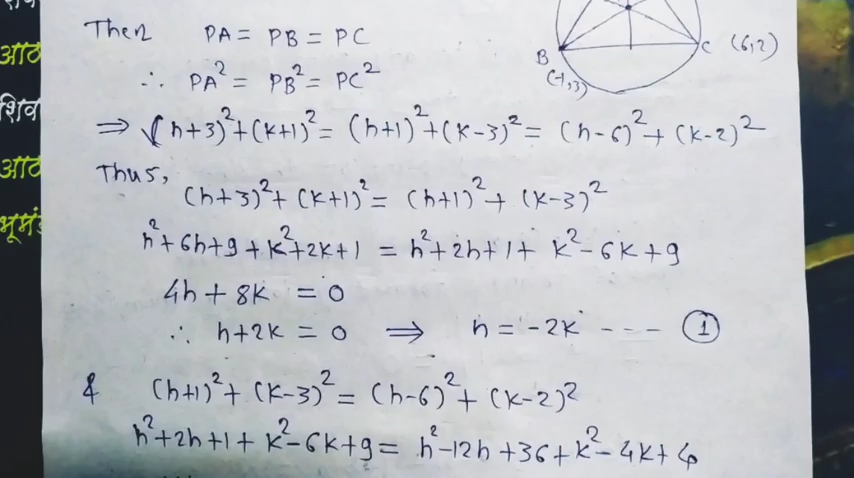 Then PA = PB = PC
B
(-1,3)
C (6,2)
∴ PA² = PB² = PC²
⇒ (h+3)²+(k+1)² = (h+1)²+(k-3)² = (h-6)²+(k-2)²
Thus,
(h+3)²+(k+1)² = (h+1)²+(k-3)²
h²+6h+9+k²+2k+1 = h²+2h+1+k²-6k+9
4h+8k = 0
∴ h+2k = 0 ⇒ h = -2k ---- ①
& (h+1)²+(k-3)² = (h-6)²+(k-2)²
h²+2h+1+k²-6k+9 = h²-12h+36+k²-4k+4
आठ
शिव
आठ